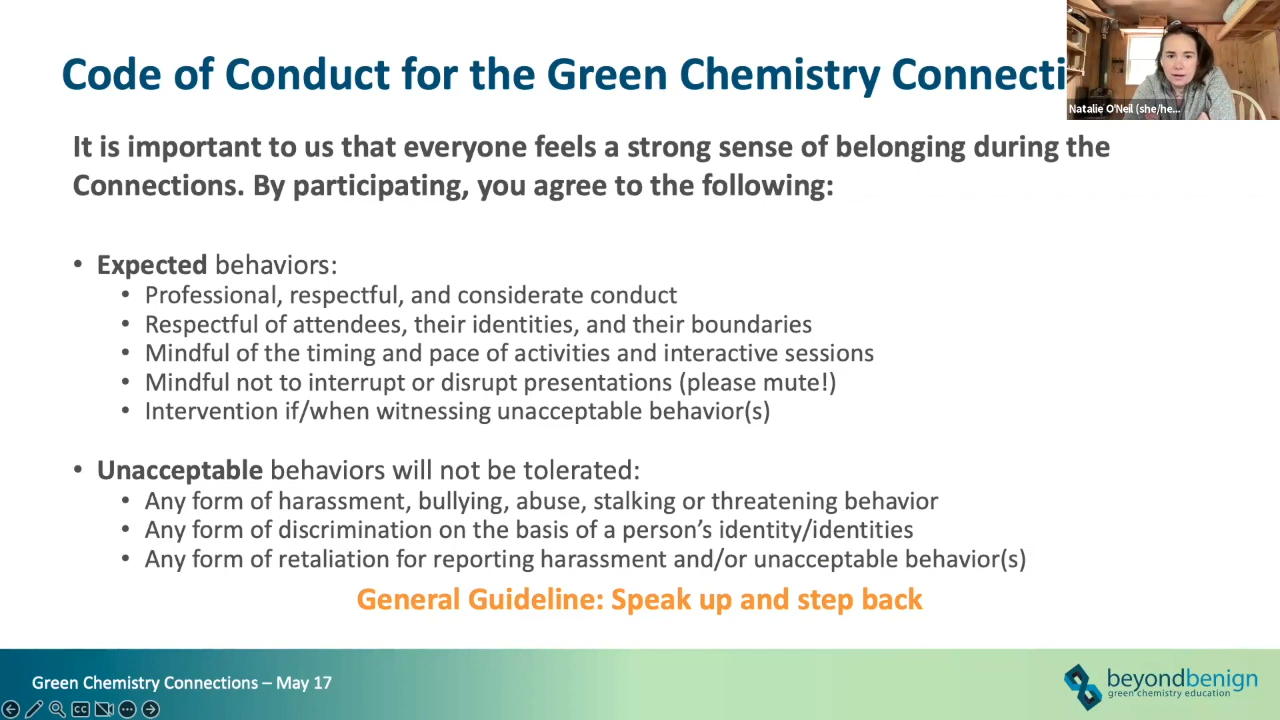 Code of Conduct for the Green Chemistry Connecti
Natalie O'Neil (she/he...
It is important to us that everyone feels a strong sense of belonging during the
Connections. By participating, you agree to the following:
• Expected behaviors:
• Professional, respectful, and considerate conduct
• Respectful of attendees, their identities, and their boundaries
• Mindful of the timing and pace of activities and interactive sessions
• Mindful not to interrupt or disrupt presentations (please mute!)
• Intervention if/when witnessing unacceptable behavior(s)
• Unacceptable behaviors will not be tolerated:
• Any form of harassment, bullying, abuse, stalking or threatening behavior
• Any form of discrimination on the basis of a person’s identity/identities
• Any form of retaliation for reporting harassment and/or unacceptable behavior(s)
General Guideline: Speak up and step back
Green Chemistry Connections – May 17
beyondbenign
green chemistry education
CC